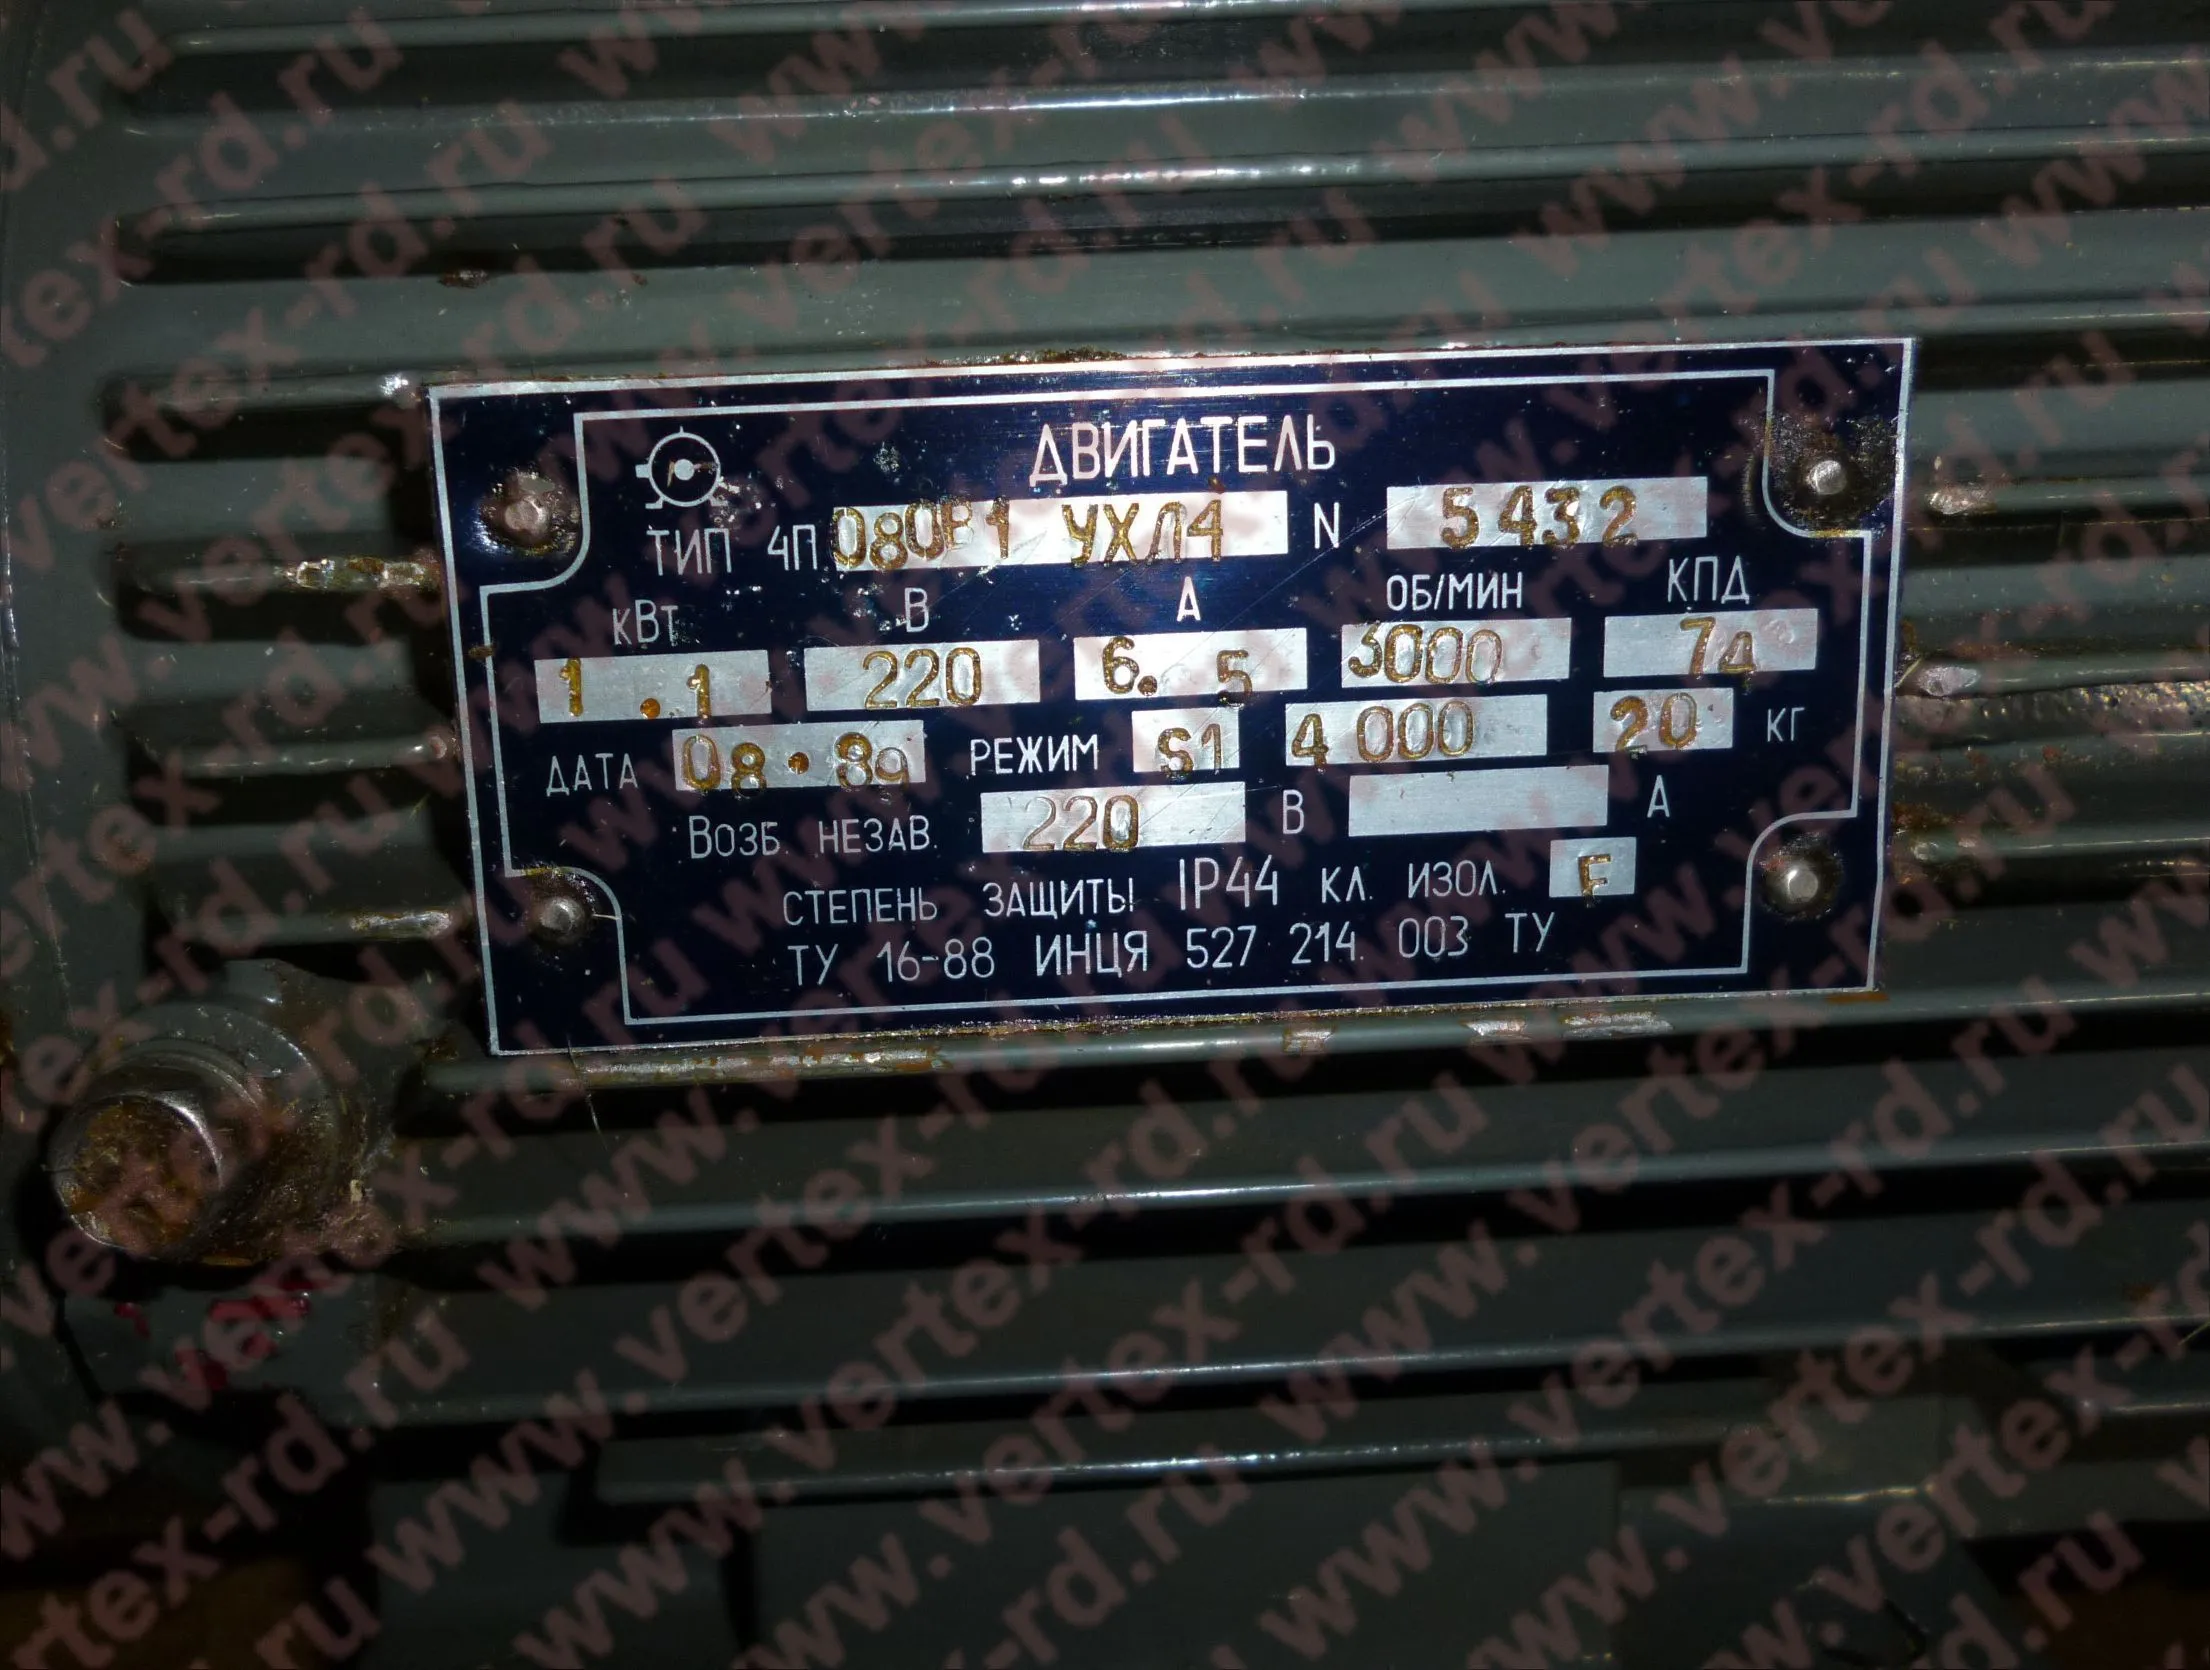 ДВИГАТЕЛЬ
ТИП 4П 080В1 УХЛ4 N 5432
кВт В А ОБ/МИН КПД
1.1 220 6.5 3000 74
ДАТА 08.89 РЕЖИМ S1 4000 20 КГ
ВОЗБ. НЕЗАВ. 220 В А
СТЕПЕНЬ ЗАЩИТЫ IP44 КЛ. ИЗОЛ. F
ТУ 16-88 ИНЦЯ 527 214. 003 ТУ
www.vertex-rd.ru